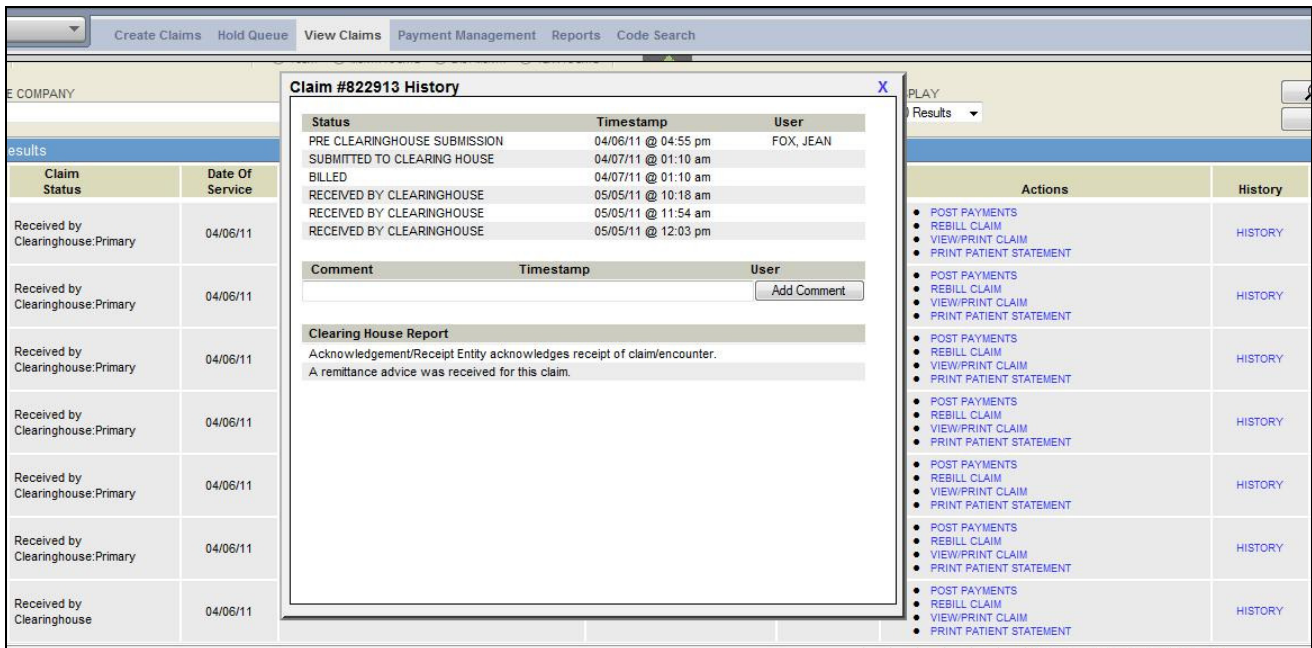 Create Claims Hold Queue View Claims Payment Management Reports Code Search
E COMPANY
PLAY
Results
esults
Claim Status Date Of Service Actions History
Claim #822913 History X
Status Timestamp User
PRE CLEARINGHOUSE SUBMISSION 04/06/11 @ 04:55 pm FOX, JEAN
SUBMITTED TO CLEARING HOUSE 04/07/11 @ 01:10 am
BILLED 04/07/11 @ 01:10 am
RECEIVED BY CLEARINGHOUSE 05/05/11 @ 10:18 am
RECEIVED BY CLEARINGHOUSE 05/05/11 @ 11:54 am
RECEIVED BY CLEARINGHOUSE 05/05/11 @ 12:03 pm
Comment Timestamp User
Add Comment
Clearing House Report
Acknowledgement/Receipt Entity acknowledges receipt of claim/encounter.
A remittance advice was received for this claim.
Received by
Clearinghouse:Primary
04/06/11
POST PAYMENTS
REBILL CLAIM
VIEW/PRINT CLAIM
PRINT PATIENT STATEMENT
HISTORY
Received by
Clearinghouse:Primary
04/06/11
POST PAYMENTS
REBILL CLAIM
VIEW/PRINT CLAIM
PRINT PATIENT STATEMENT
HISTORY
Received by
Clearinghouse:Primary
04/06/11
POST PAYMENTS
REBILL CLAIM
VIEW/PRINT CLAIM
PRINT PATIENT STATEMENT
HISTORY
Received by
Clearinghouse:Primary
04/06/11
POST PAYMENTS
REBILL CLAIM
VIEW/PRINT CLAIM
PRINT PATIENT STATEMENT
HISTORY
Received by
Clearinghouse:Primary
04/06/11
POST PAYMENTS
REBILL CLAIM
VIEW/PRINT CLAIM
PRINT PATIENT STATEMENT
HISTORY
Received by
Clearinghouse:Primary
04/06/11
POST PAYMENTS
REBILL CLAIM
VIEW/PRINT CLAIM
PRINT PATIENT STATEMENT
HISTORY
Received by
Clearinghouse
04/06/11
POST PAYMENTS
REBILL CLAIM
VIEW/PRINT CLAIM
PRINT PATIENT STATEMENT
HISTORY